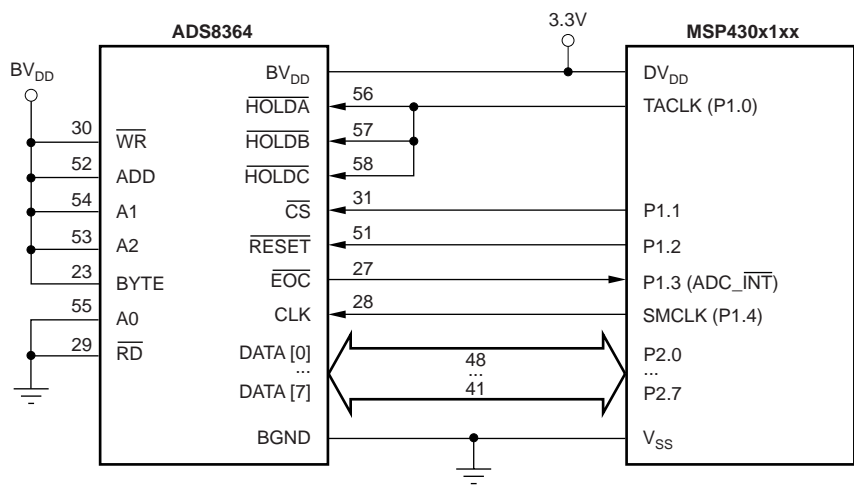 3.3V
ADS8364
MSP430x1xx
BVDD
BVDD
DVDD
56
HOLDA
TACLK (P1.0)
30
WR
57
HOLDB
52
ADD
58
HOLDC
54
A1
31
CS
P1.1
53
A2
51
RESET
P1.2
23
BYTE
27
EOC
P1.3 (ADC_INT)
55
A0
28
CLK
SMCLK (P1.4)
29
RD
DATA [0]
48
P2.0
...
...
...
DATA [7]
41
P2.7
BGND
VSS